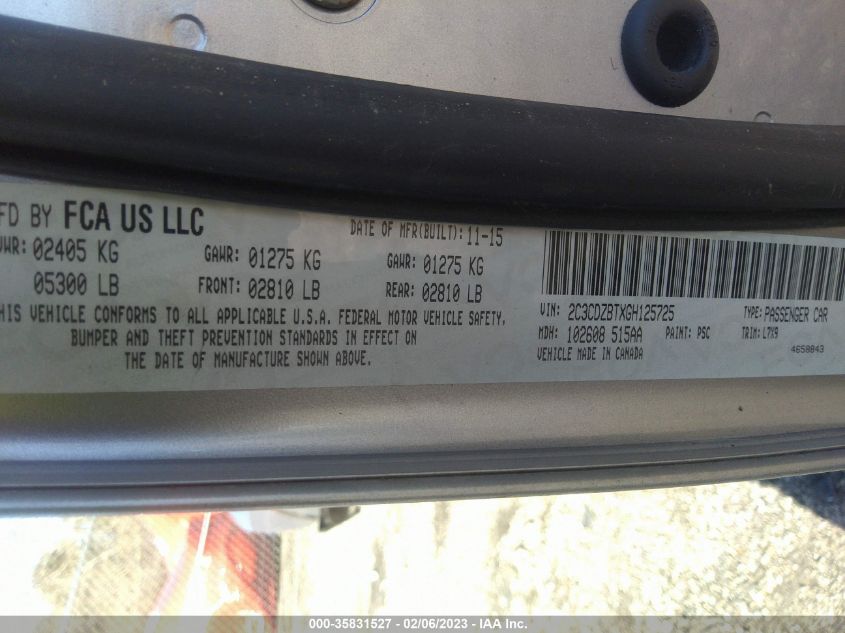 FD BY FCA US LLC
DATE OF MFR(BUILT): 11-15
WR: 02405 KG GAWR: 01275 KG GAWR: 01275 KG
05300 LB FRONT: 02810 LB REAR: 02810 LB
HIS VEHICLE CONFORMS TO ALL APPLICABLE U.S.A. FEDERAL MOTOR VEHICLE SAFETY,
BUMPER AND THEFT PREVENTION STANDARDS IN EFFECT ON
THE DATE OF MANUFACTURE SHOWN ABOVE.
VIN: 2C3CDZBTXGH125725 TYPE: PASSENGER CAR
MDH: 102608 515AA PAINT: PSC TRIM: L7X9
VEHICLE MADE IN CANADA 4658843
000-35831527 - 02/06/2023 - © IAA Inc.